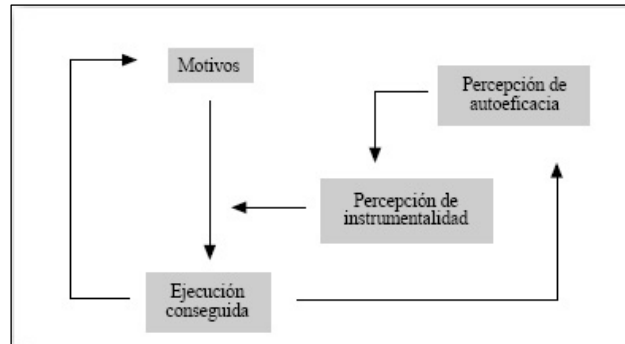 Motivos
Percepción de
autoeficacia
Percepción de
instrumentalidad
Ejecución
conseguida